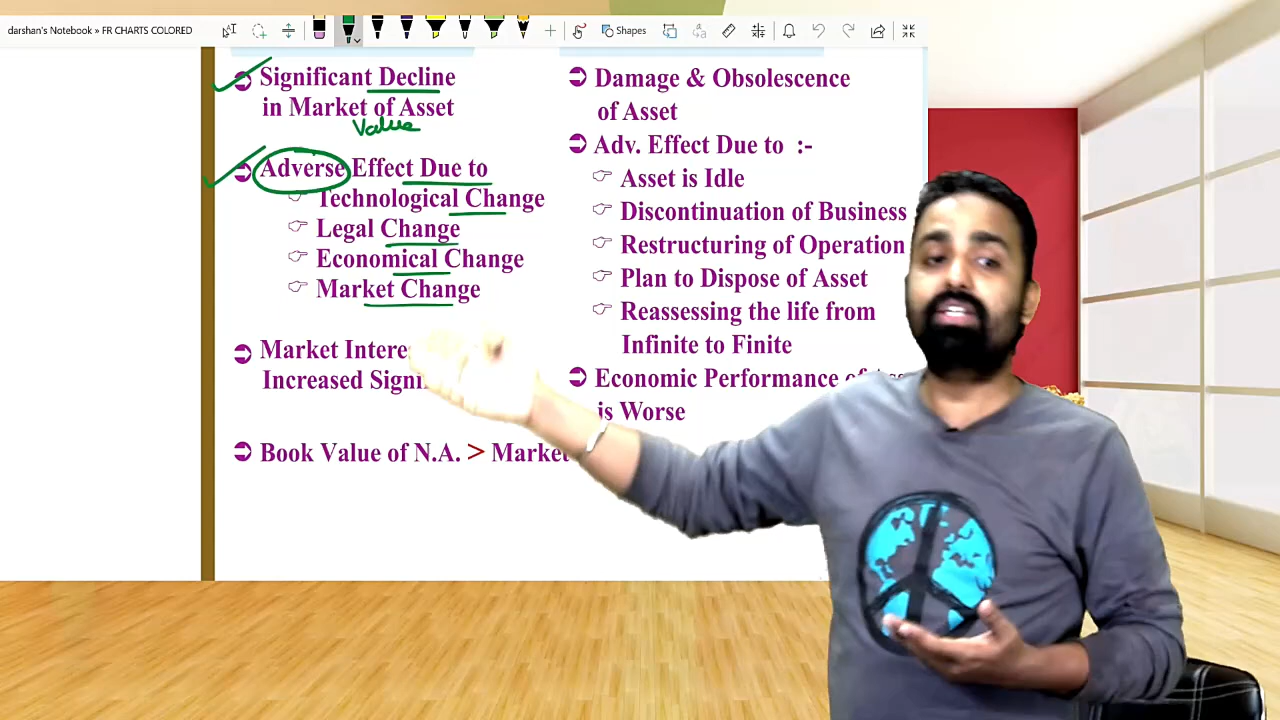 darshan's Notebook » FR CHARTS COLORED
Shapes
Significant Decline
in Market of Asset
Value
Adverse Effect Due to
Technological Change
Legal Change
Economical Change
Market Change
Market
Increased
Book Value of N.A. > Market
Damage & Obsolescence
of Asset
Adv. Effect Due to :-
Asset is Idle
Discontinuation of Business
Restructuring of Operation
Plan to Dispose of Asset
Reassessing the life from
Infinite to Finite
Economic Performance of
is Worse